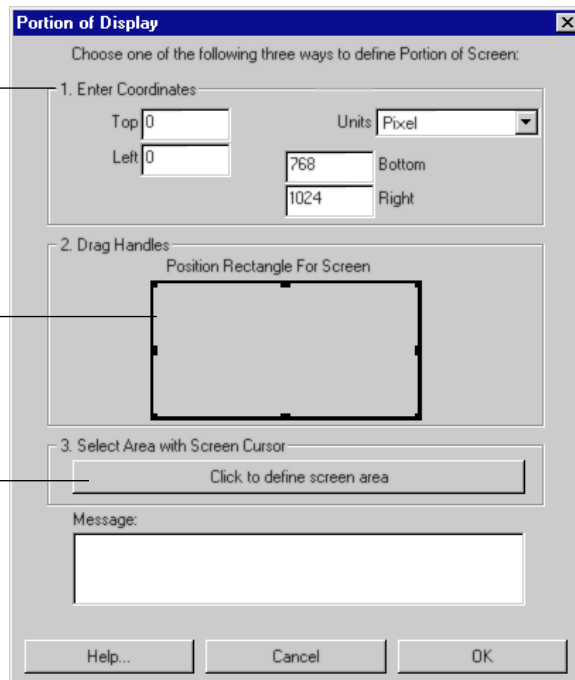 Portion of Display
Choose one of the following three ways to define Portion of Screen:
1. Enter Coordinates
Top 0 Units Pixel
Left 0 768 Bottom
1024 Right
2. Drag Handles
Position Rectangle For Screen
3. Select Area with Screen Cursor
Click to define screen area
Message:
Help... Cancel OK